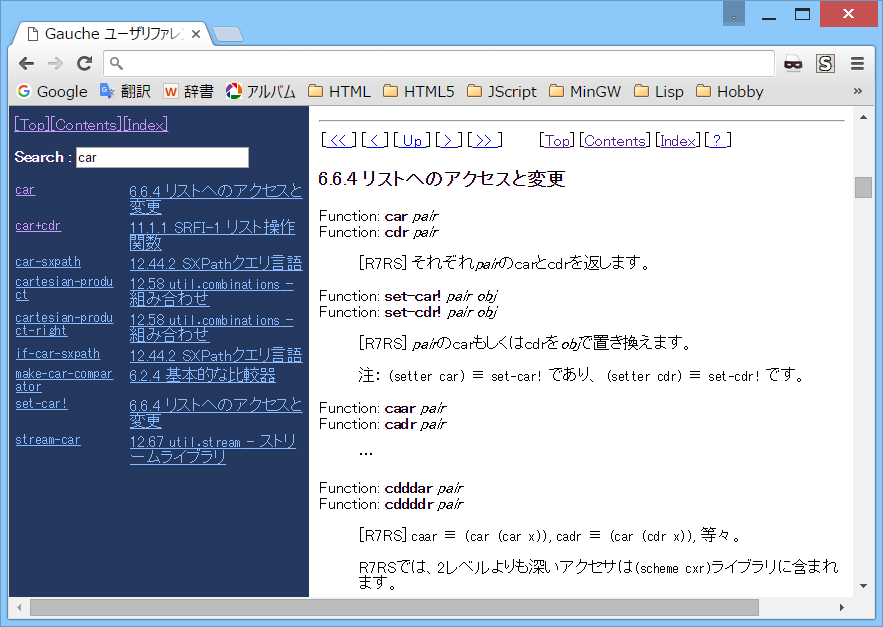 Gauche ユーザリファレ
Google 翻訳 辞書 アルバム HTML HTML5 JScript MinGW Lisp Hobby »
[Top][Contents][Index]
Search : car
car 6.6.4 リストへのアクセスと
変更
car+cdr 11.1.1 SRFI-1 リスト操作
関数
car-sxpath 12.44.2 SXPathクエリ言語
cartesian-produ 12.58 util.combinations -
ct 組み合わせ
cartesian-produ 12.58 util.combinations -
ct-right 組み合わせ
if-car-sxpath 12.44.2 SXPathクエリ言語
make-car-compar 6.2.4 基本的な比較器
ator
set-car! 6.6.4 リストへのアクセスと
変更
stream-car 12.67 util.stream - ストリ
ームライブラリ
[ << ] [ < ] [ Up ] [ > ] [ >> ] [Top] [Contents] [Index] [ ? ]
6.6.4 リストへのアクセスと変更
Function: car pair
Function: cdr pair
[R7RS] それぞれpairのcarとcdrを返します。
Function: set-car! pair obj
Function: set-cdr! pair obj
[R7RS] pairのcarもしくはcdrをobjで置き換えます。
注: (setter car) ≡ set-car! であり、 (setter cdr) ≡ set-cdr! です。
Function: caar pair
Function: cadr pair
…
Function: cdddar pair
Function: cddddr pair
[R7RS] caar ≡ (car (car x)), cadr ≡ (car (cdr x)), 等々。
R7RSでは、2レベルよりも深いアクセサは(scheme cxr)ライブラリに含まれ
ます。